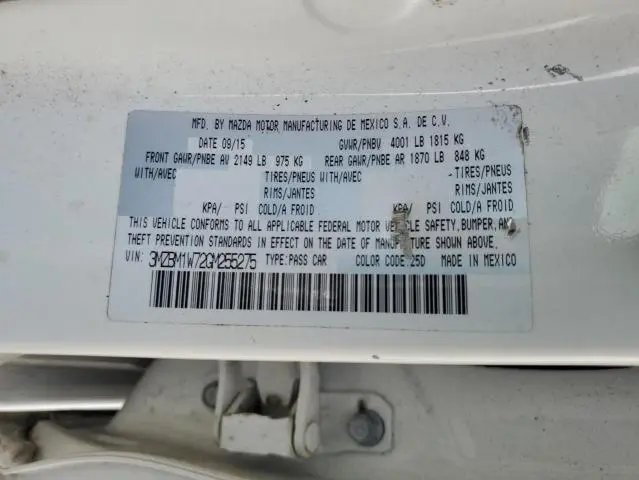 MFD. BY MAZDA MOTOR MANUFACTURING DE MEXICO S.A. DE C.V.
DATE 09/15 GVWR/PNBV 4001 LB 1815 KG
FRONT GAWR/PNBE AV 2149 LB 975 KG REAR GAWR/PNBE AR 1870 LB 848 KG
WITH/AVEC TIRES/PNEUS WITH/AVEC - TIRES/PNEUS
RIMS/JANTES RIMS/JANTES
KPA/- PSI COLD/A FROID KPA/ PSI COLD/A FROID
THIS VEHICLE CONFORMS TO ALL APPLICABLE FEDERAL MOTOR VEHICLE SAFETY, BUMPER, AND
THEFT PREVENTION STANDARDS IN EFFECT ON THE DATE OF MANUFACTURE SHOWN ABOVE.
VIN: 3MZBM1W72GM255275 TYPE:PASS CAR COLOR CODE:25D MADE IN MEXICO